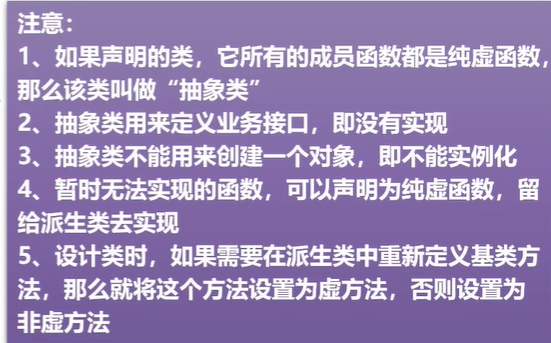 注意：
1、如果声明的类，它所有的成员函数都是纯虚函数，
那么该类叫做“抽象类”
2、抽象类用来定义业务接口，即没有实现
3、抽象类不能用来创建一个对象，即不能实例化
4、暂时无法实现的函数，可以声明为纯虚函数，留
给派生类去实现
5、设计类时，如果需要在派生类中重新定义基类方
法，那么就将这个方法设置为虚方法，否则设置为
非虚方法